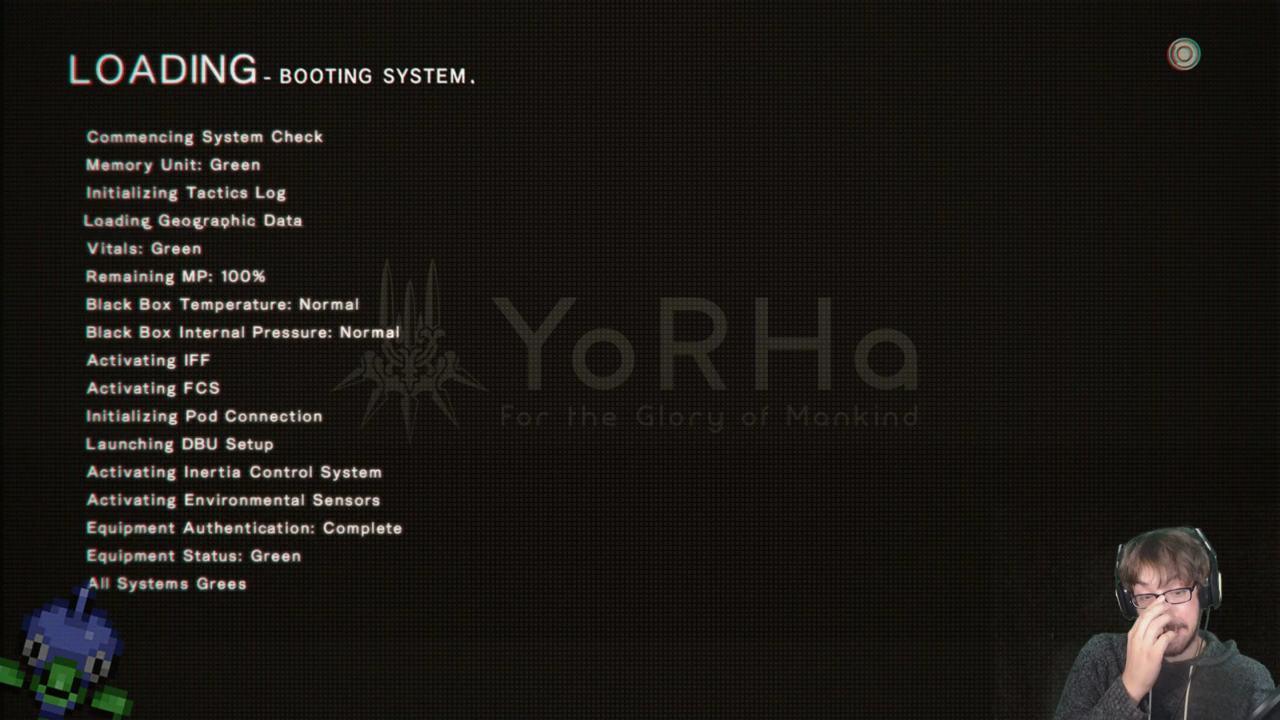 LOADING - BOOTING SYSTEM.
Commencing System Check
Memory Unit: Green
Initializing Tactics Log
Loading Geographic Data
Vitals: Green
Remaining MP: 100%
Black Box Temperature: Normal
Black Box Internal Pressure: Normal
Activating IFF
Activating FCS
Initializing Pod Connection
Launching DBU Setup
Activating Inertia Control System
Activating Environmental Sensors
Equipment Authentication: Complete
Equipment Status: Green
All Systems Grees
YoRHa
For the Glory of Mankind